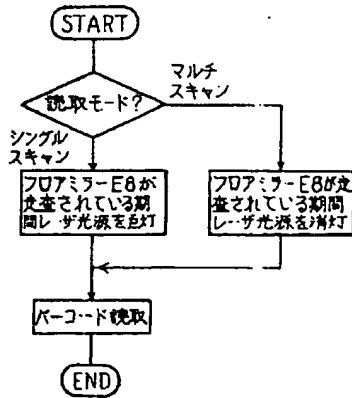 START
読取モード?
マルチ
スキャン
シングル
スキャン
フロアミラーE8が
走査されている期
間レーザ光源を点灯
フロアミラーE8が走
査されている期間
レーザ光源を消灯
バーコード読取
END